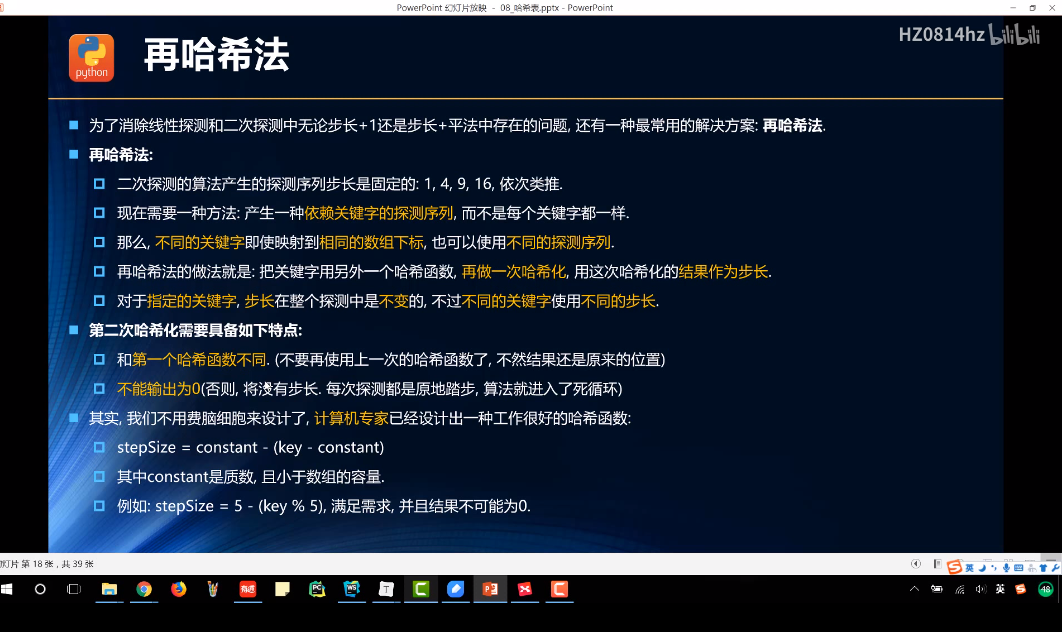 PowerPoint 幻灯片放映 - 08_哈希表.pptx - PowerPoint
HZ0814hz bilibili
python
再哈希法
为了消除线性探测和二次探测中无论步长+1还是步长+平法中存在的问题, 还有一种最常用的解决方案: 再哈希法.
再哈希法:
二次探测的算法产生的探测序列步长是固定的: 1, 4, 9, 16, 依次类推.
现在需要一种方法: 产生一种依赖关键字的探测序列, 而不是每个关键字都一样.
那么, 不同的关键字即使映射到相同的数组下标, 也可以使用不同的探测序列.
再哈希法的做法就是: 把关键字用另外一个哈希函数, 再做一次哈希化, 用这次哈希化的结果作为步长.
对于指定的关键字, 步长在整个探测中是不变的, 不过不同的关键字使用不同的步长.
第二次哈希化需要具备如下特点:
和第一个哈希函数不同. (不要再使用上一次的哈希函数了, 不然结果还是原来的位置)
不能输出为0(否则, 将没有步长. 每次探测都是原地踏步, 算法就进入了死循环)
其实, 我们不用费脑细胞来设计了, 计算机专家已经设计出一种工作很好的哈希函数:
stepSize = constant - (key - constant)
其中constant是质数, 且小于数组的容量.
例如: stepSize = 5 - (key % 5), 满足需求, 并且结果不可能为0.
灯片 第 18 张 , 共 39 张
英
有道
PC
WS
T
英
48